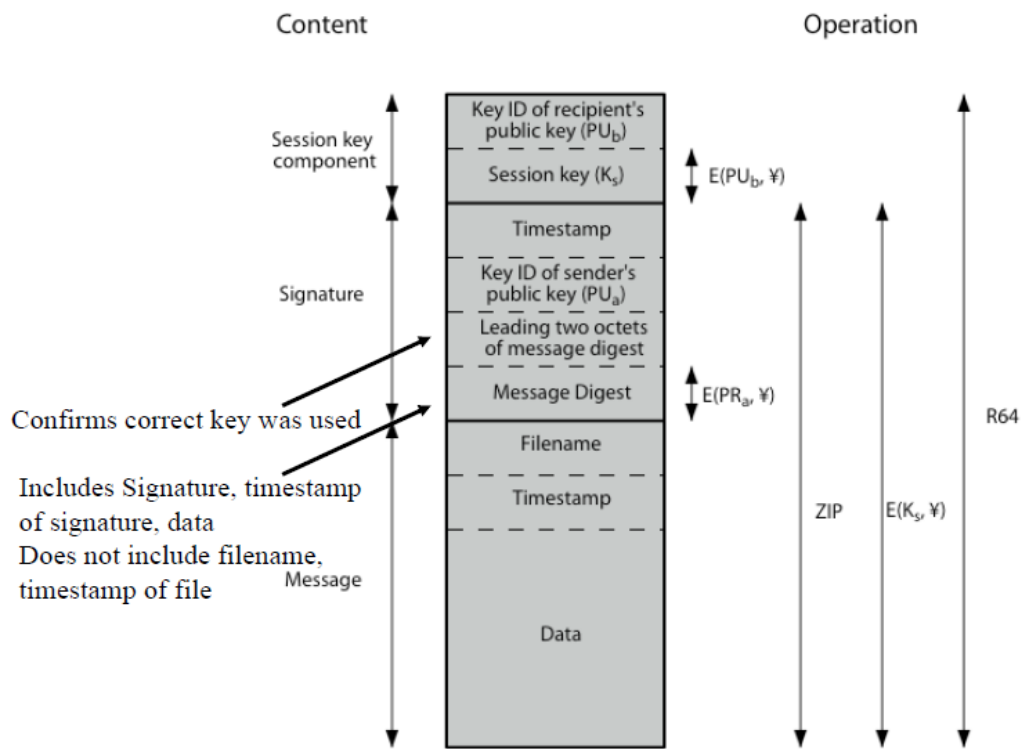 Content
Operation
Key ID of recipient's
public key (PUb)
Session key
component
Session key (Ks)
E(PUb, ¥)
Timestamp
Key ID of sender's
public key (PUa)
Signature
Leading two octets
of message digest
Message Digest
E(PRa, ¥)
Confirms correct key was used
R64
Filename
Includes Signature, timestamp
of signature, data
Does not include filename,
timestamp of file
Timestamp
ZIP
E(Ks, ¥)
Message
Data